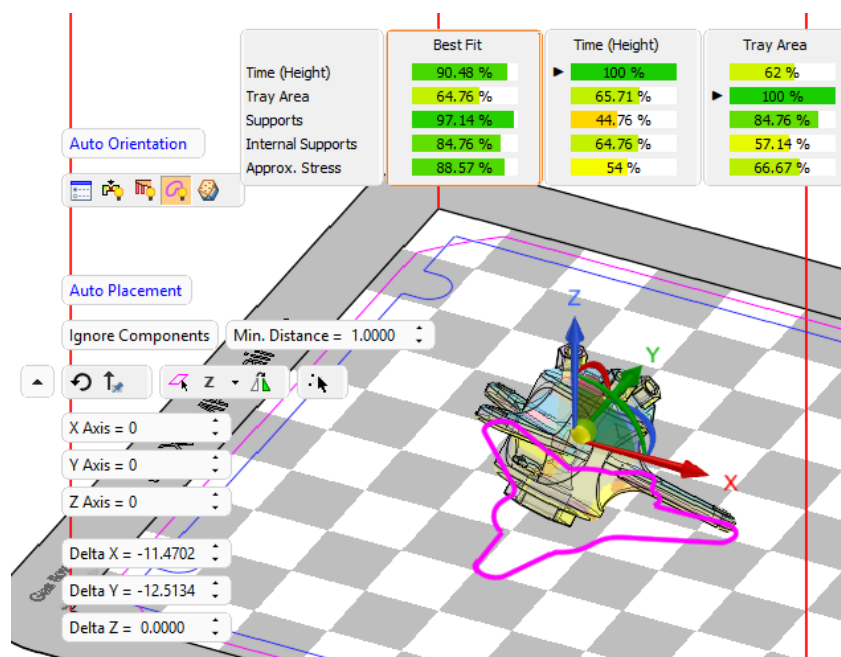 Best Fit Time (Height) Tray Area
Time (Height) 90.48 % 100 % 62 %
Tray Area 64.76 % 65.71 % 100 %
Supports 97.14 % 44.76 % 84.76 %
Internal Supports 84.76 % 64.76 % 57.14 %
Approx. Stress 88.57 % 54 % 66.67 %
Auto Orientation
Auto Placement
Ignore Components Min. Distance = 1.0000
Z
X Axis = 0
Y Axis = 0
Z Axis = 0
Delta X = -11.4702
Delta Y = -12.5134
Delta Z = 0.0000
Z
Y
X